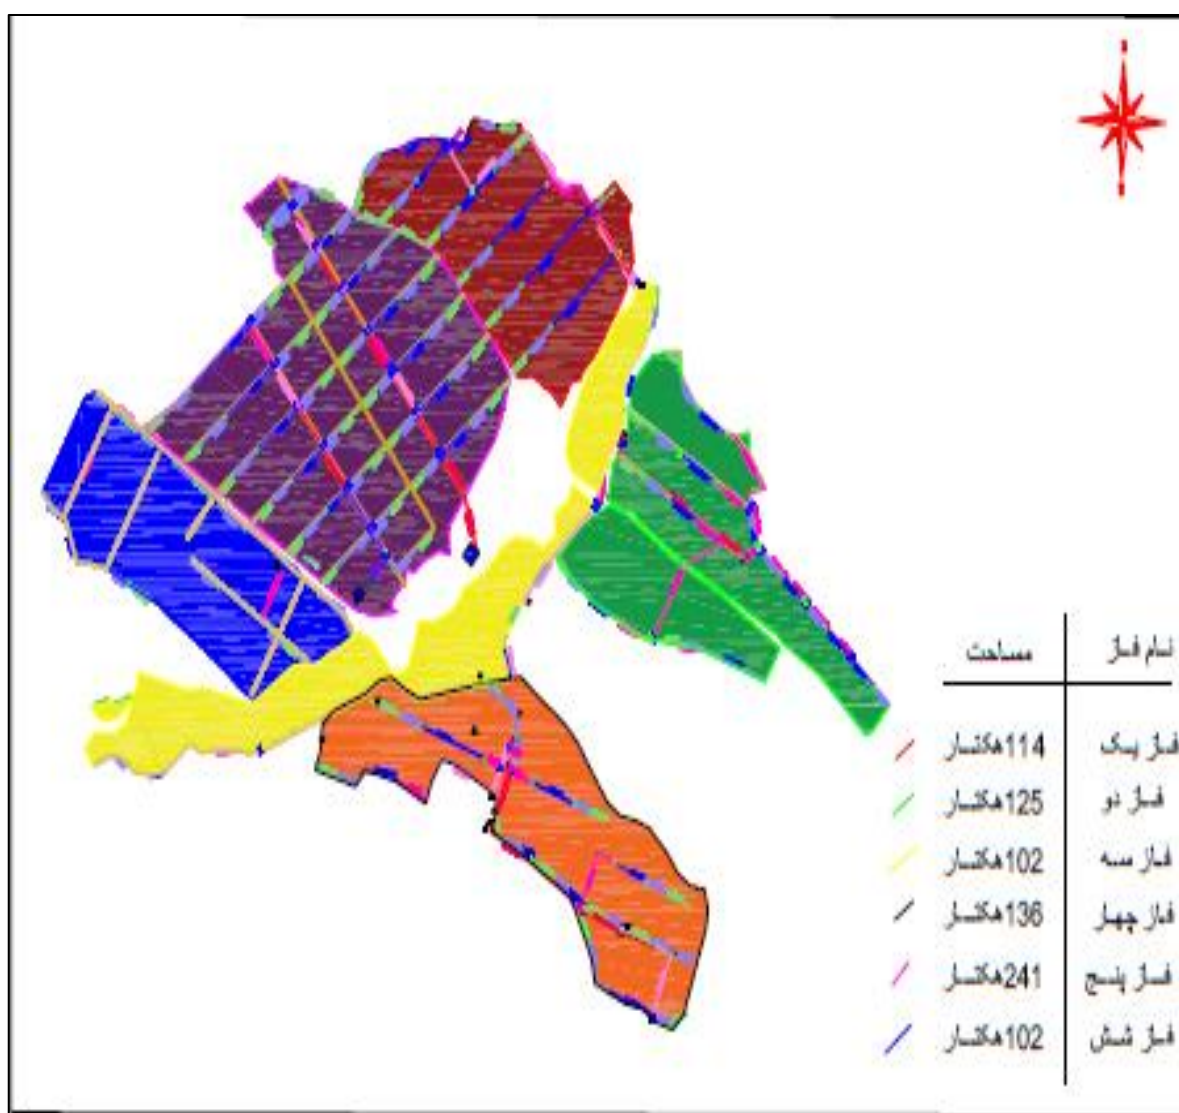 نام فاز مساحت
فاز یک 114هکتار
فاز دو 125هکتار
فاز سه 102هکتار
فاز چهار 136هکتار
فاز پنج 241هکتار
فاز شش 102هکتار